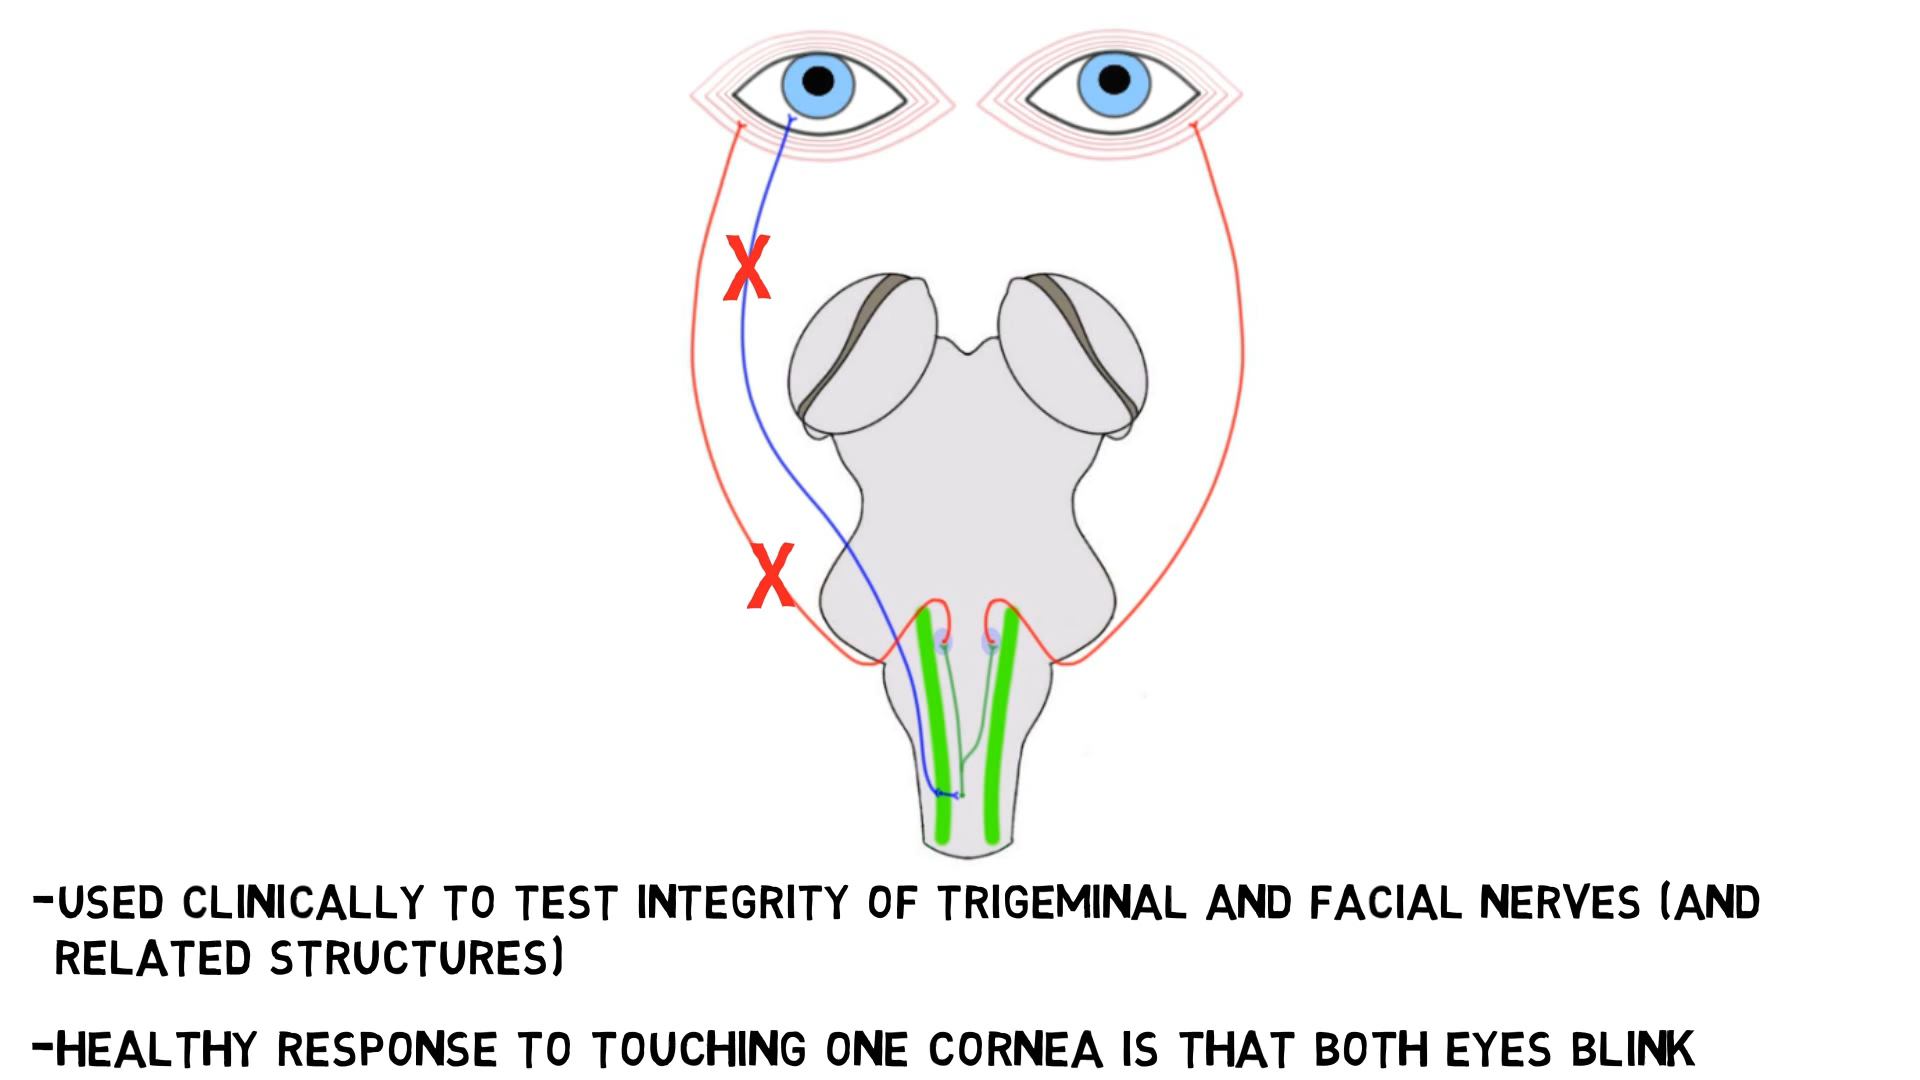 -USED CLINICALLY TO TEST INTEGRITY OF TRIGEMINAL AND FACIAL NERVES (AND
RELATED STRUCTURES)
-HEALTHY RESPONSE TO TOUCHING ONE CORNEA IS THAT BOTH EYES BLINK